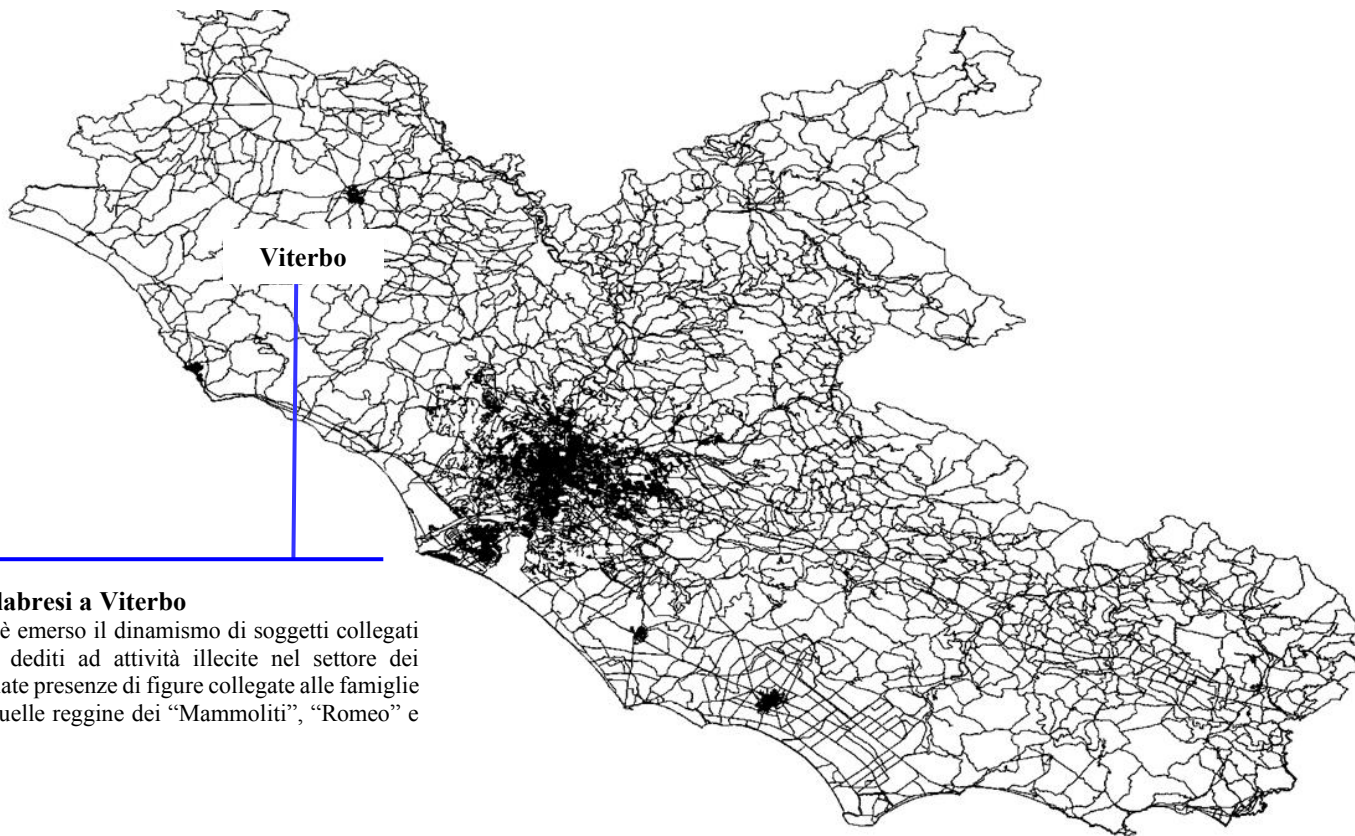 Viterbo
labresi a Viterbo
è emerso il dinamismo di soggetti collegati
dediti ad attività illecite nel settore dei
ate presenze di figure collegate alle famiglie
uelle reggine dei “Mammoliti”, “Romeo” e